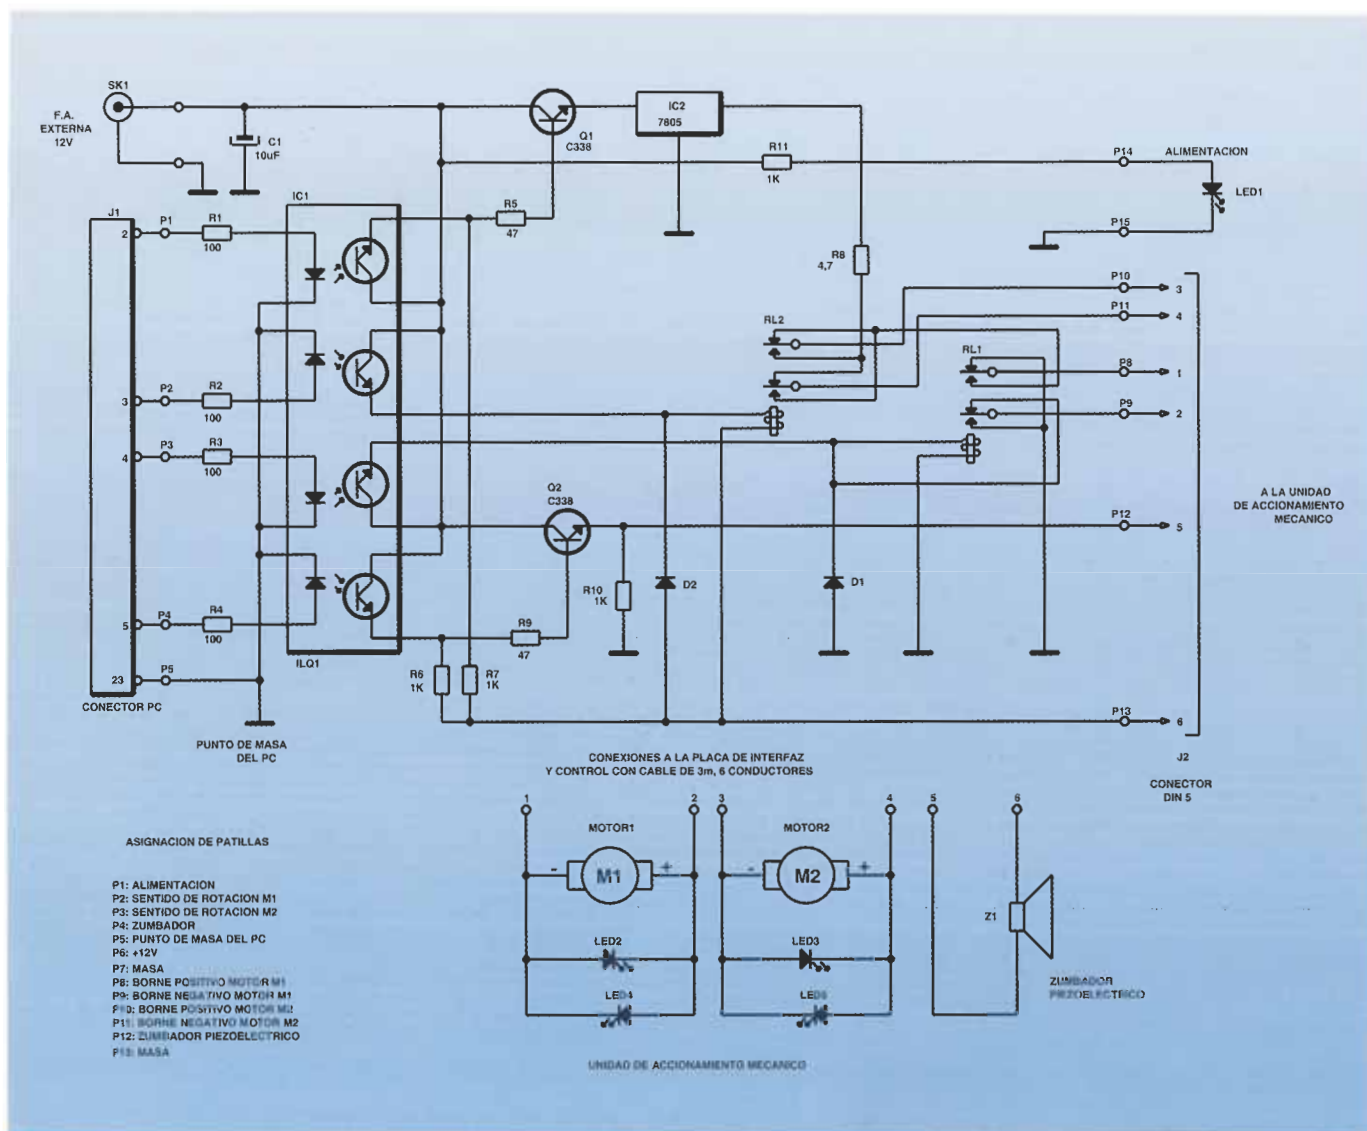 SK1
F.A.
EXTERNA
12V
C1
10uF
Q1
C338
IC2
7805
R11
1K
P14
ALIMENTACION
LED1
P15
J1
IC1
2
P1
R1
100
R5
47
R8
4,7
P10
3
P11
4
RL2
RL1
P8
1
P9
2
3
P2
R2
100
4
P3
R3
100
Q2
C338
P12
5
A LA UNIDAD
DE ACCIONAMIENTO
MECANICO
R10
1K
D2
D1
5
P4
R4
100
R9
47
ILQ1
23
P5
R6
1K
R7
1K
CONECTOR PC
P13
6
PUNTO DE MASA
DEL PC
J2
CONECTOR
DIN 5
CONEXIONES A LA PLACA DE INTERFAZ
Y CONTROL CON CABLE DE 3m, 6 CONDUCTORES
1
2
3
4
5
6
MOTOR1
MOTOR2
- M1 +
- M2 +
Z1
LED2
LED3
LED4
LED5
ZUMBADOR
PIEZOELECTRICO
UNIDAD DE ACCIONAMIENTO MECANICO
ASIGNACION DE PATILLAS
P1: ALIMENTACION
P2: SENTIDO DE ROTACION M1
P3: SENTIDO DE ROTACION M2
P4: ZUMBADOR
P5: PUNTO DE MASA DEL PC
P6: +12V
P7: MASA
P8: BORNE POSITIVO MOTOR M1
P9: BORNE NEGATIVO MOTOR M1
P10: BORNE POSITIVO MOTOR M2
P11: BORNE NEGATIVO MOTOR M2
P12: ZUMBADOR PIEZOELECTRICO
P13: MASA